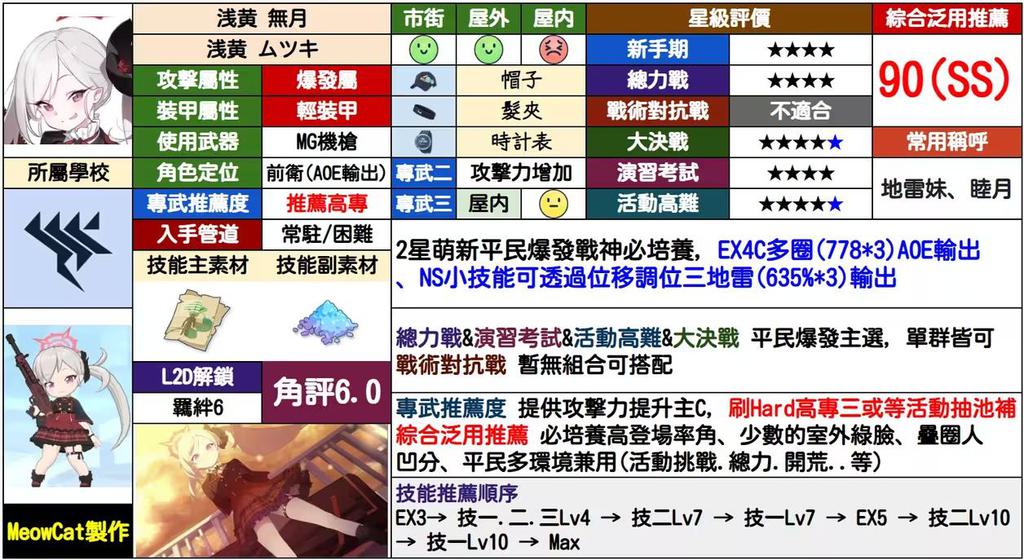 浅黄 無月
浅黄 ムツキ
攻擊屬性 爆發屬
裝甲屬性 輕裝甲
使用武器 MG機槍
角色定位 前衛(AOE輸出)
專武推薦度 推薦高專
入手管道 常駐/困難
技能主素材 技能副素材
L2D解鎖
羈絆6
角評6.0
所屬學校
MeowCat製作
市街 屋外 屋内
帽子
髮夾
時計表
專武二 攻擊力增加
專武三 屋内
星級評價
新手期 ★★★★
總力戰 ★★★★
戰術對抗戰 不適合
大決戰 ★★★★★
演習考試 ★★★★
活動高難 ★★★★★
綜合泛用推薦
90(SS)
常用稱呼
地雷妹、睦月
2星萌新平民爆發戰神必培養, EX4C多圈(778*3)AOE輸出
、NS小技能可透過位移調位三地雷(635%*3)輸出
總力戰&演習考試&活動高難&大決戰 平民爆發主選, 單群皆可
戰術對抗戰 暫無組合可搭配
專武推薦度 提供攻擊力提升主C, 刷Hard高專三或等活動抽池補
綜合泛用推薦 必培養高登場率角、少數的室外綠臉、疊圈人
凹分、平民多環境兼用(活動挑戰.總力.開荒..等)
技能推薦順序
EX3→ 技一.二.三Lv4 → 技二Lv7 → 技一Lv7 → EX5 → 技二Lv10
→ 技一Lv10 → Max